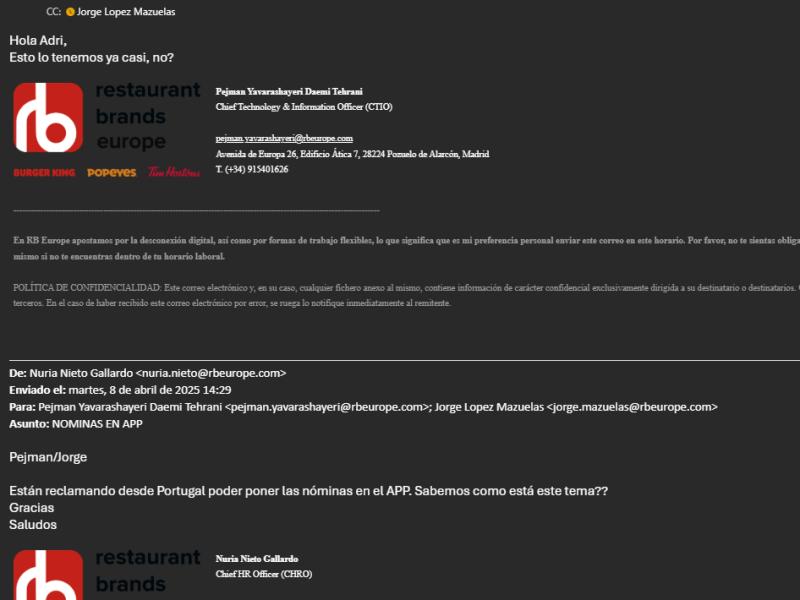 CC: Jorge Lopez Mazuelas
Hola Adri,
Esto lo tenemos ya casi, no?
rb
restaurant
brands
europe
BURGER KING POPEYES Tim Hortons
Pejman Yavarashayeri Daemi Tehrani
Chief Technology & Information Officer (CTIO)
pejman.yavarashayeri@rbeurope.com
Avenida de Europa 26, Edificio Ática 7, 28224 Pozuelo de Alarcón, Madrid
T. (+34) 915401626
En RB Europe apostamos por la desconexión digital, así como por formas de trabajo flexibles, lo que significa que es mi preferencia personal enviar este correo en este horario. Por favor, no te sientas obliga
mismo si no te encuentras dentro de tu horario laboral.
POLÍTICA DE CONFIDENCIALIDAD: Este correo electrónico y, en su caso, cualquier fichero anexo al mismo, contiene información de carácter confidencial exclusivamente dirigida a su destinatario o destinatarios.
terceros. En el caso de haber recibido este correo electrónico por error, se ruega lo notifique inmediatamente al remitente.
De: Nuria Nieto Gallardo <nuria.nieto@rbeurope.com>
Enviado el: martes, 8 de abril de 2025 14:29
Para: Pejman Yavarashayeri Daemi Tehrani <pejman.yavarashayeri@rbeurope.com>; Jorge Lopez Mazuelas <jorge.mazuelas@rbeurope.com>
Asunto: NOMINAS EN APP
Pejman/Jorge
Están reclamando desde Portugal poder poner las nóminas en el APP. Sabemos como está este tema??
Gracias
Saludos
restaurant
brands
Nuria Nieto Gallardo
Chief HR Officer (CHRO)